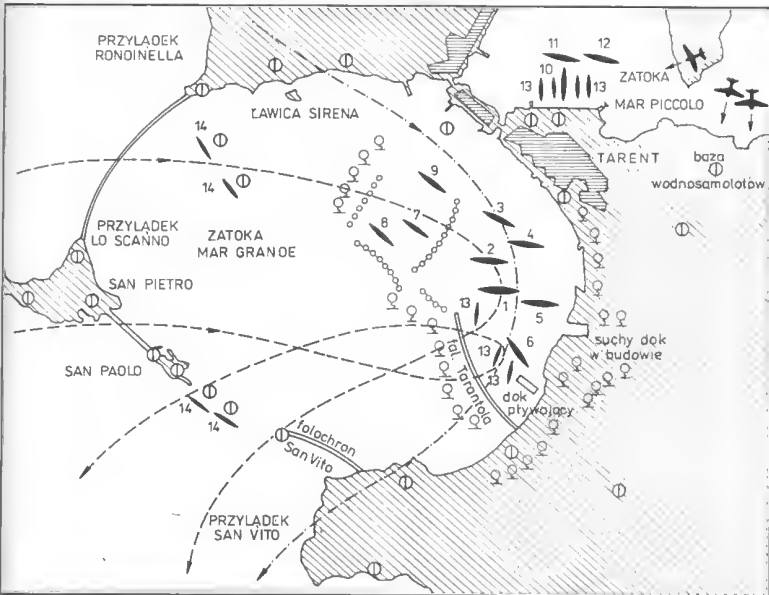 PRZYLĄDEK
RONDINELLA
11
12
10
13
13
ZATOKA
MAR PICCOLO
ŁAWICA SIRENA
14
14
9
TARENT
baza
wodnosamolotów
PRZYLĄDEK
LO SCANNO
ZATOKA
MAR GRANDE
8
7
3
4
2
SAN PIETRO
1
13
5
suchy dok
w budowie
6
fal. Tarantola
13
13
SAN PAOLO
dok
pływający
14
14
falochron
San Vito
PRZYLĄDEK
SAN VITO